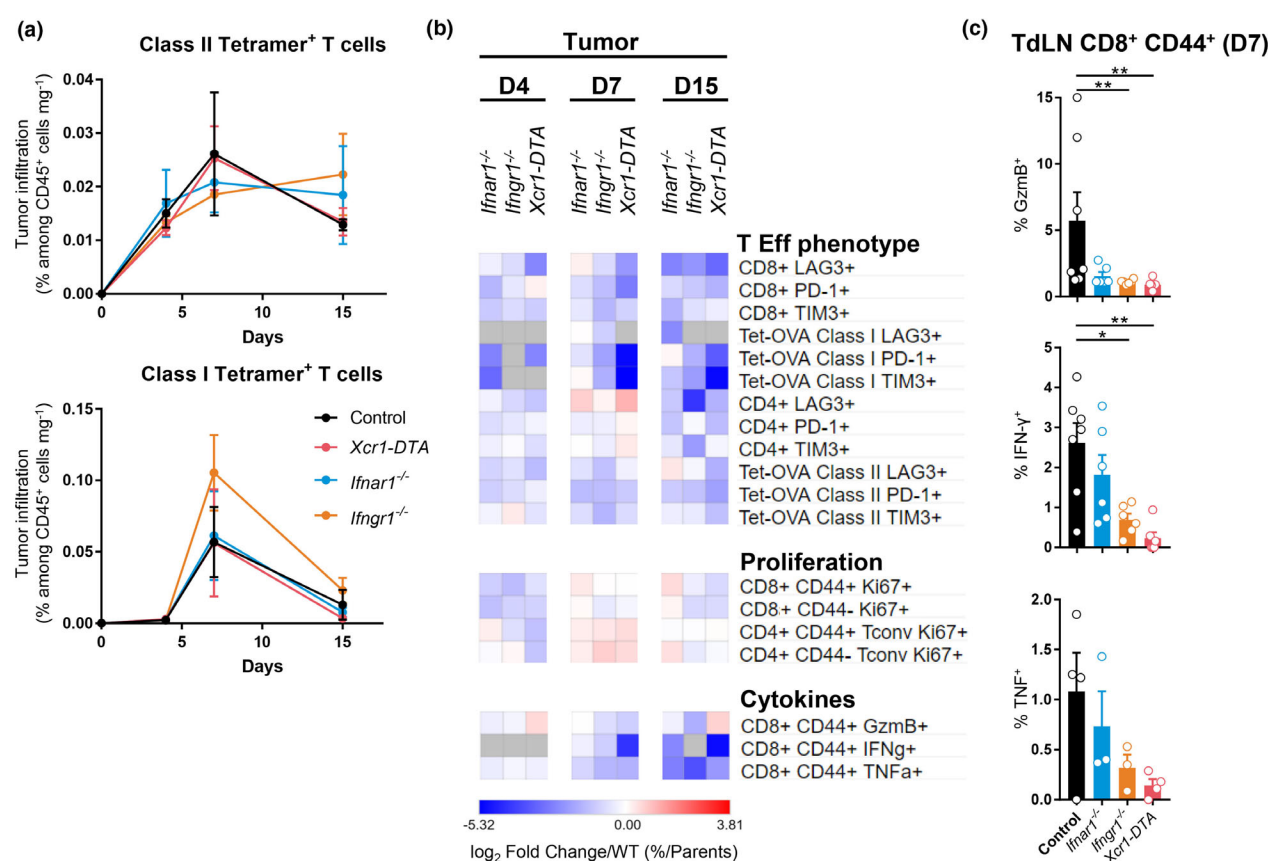 (a)
Class II Tetramer⁺ T cells
Tumor infiltration
(% among CD45⁺ cells mg⁻¹)
0.04
0.03
0.02
0.01
0.00
0 5 10 15
Days
Class I Tetramer⁺ T cells
Tumor infiltration
(% among CD45⁺ cells mg⁻¹)
0.15
0.10
0.05
0.00
0 5 10 15
Days
Control
Xcr1-DTA
Ifnar1⁻/⁻
Ifngr1⁻/⁻
(b)
Tumor
D4 D7 D15
Ifnar1⁻/⁻ Ifngr1⁻/⁻ Xcr1-DTA Ifnar1⁻/⁻ Ifngr1⁻/⁻ Xcr1-DTA Ifnar1⁻/⁻ Ifngr1⁻/⁻ Xcr1-DTA
T Eff phenotype
CD8+ LAG3+
CD8+ PD-1+
CD8+ TIM3+
Tet-OVA Class I LAG3+
Tet-OVA Class I PD-1+
Tet-OVA Class I TIM3+
CD4+ LAG3+
CD4+ PD-1+
CD4+ TIM3+
Tet-OVA Class II LAG3+
Tet-OVA Class II PD-1+
Tet-OVA Class II TIM3+
Proliferation
CD8+ CD44+ Ki67+
CD8+ CD44- Ki67+
CD4+ CD44+ Tconv Ki67+
CD4+ CD44- Tconv Ki67+
Cytokines
CD8+ CD44+ GzmB+
CD8+ CD44+ IFNg+
CD8+ CD44+ TNFa+
-5.32 0.00 3.81
log₂ Fold Change/WT (%/Parents)
(c)
TdLN CD8⁺ CD44⁺ (D7)
**
**
% GzmB⁺
15
10
5
0
**
*
% IFN-γ⁺
5
4
3
2
1
0
% TNF⁺
2.0
1.5
1.0
0.5
0.0
Control Ifnar1⁻/⁻ Ifngr1⁻/⁻ Xcr1-DTA